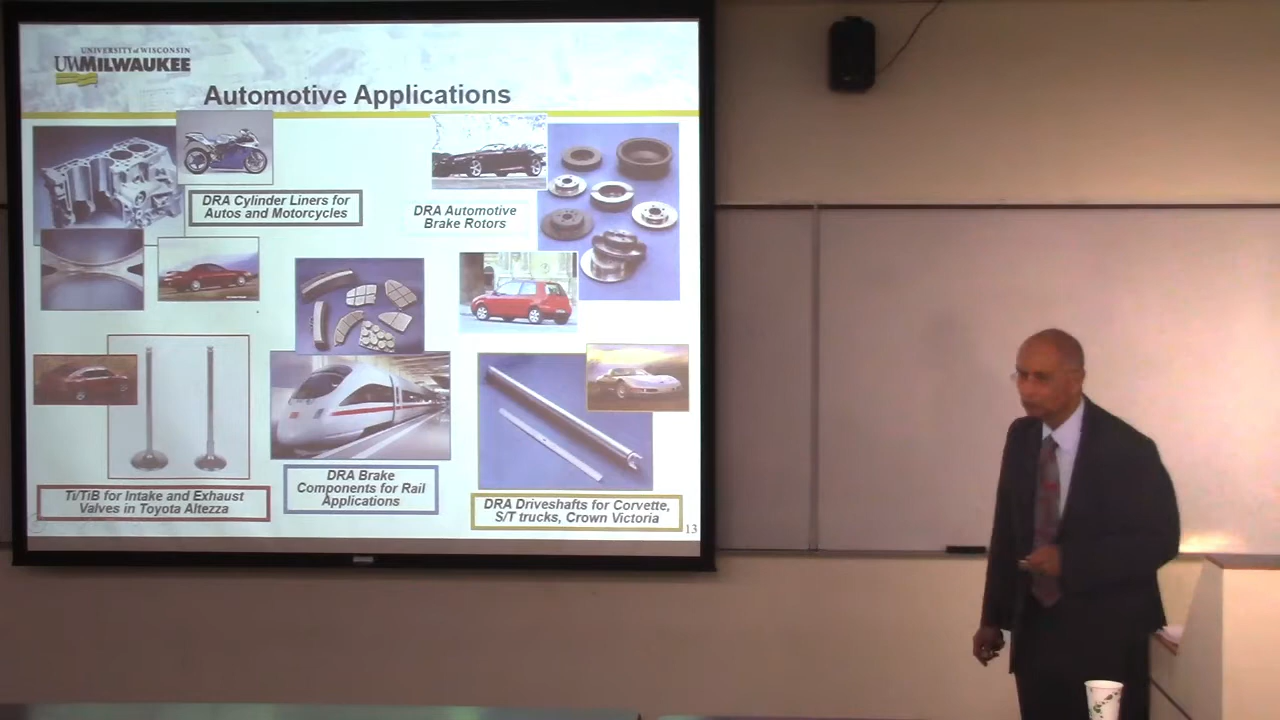 UNIVERSITY of WISCONSIN
UWMILWAUKEE
Automotive Applications
DRA Cylinder Liners for
Autos and Motorcycles
DRA Automotive
Brake Rotors
Ti/TiB for Intake and Exhaust
Valves in Toyota Altezza
DRA Brake
Components for Rail
Applications
DRA Driveshafts for Corvette,
S/T trucks, Crown Victoria
13